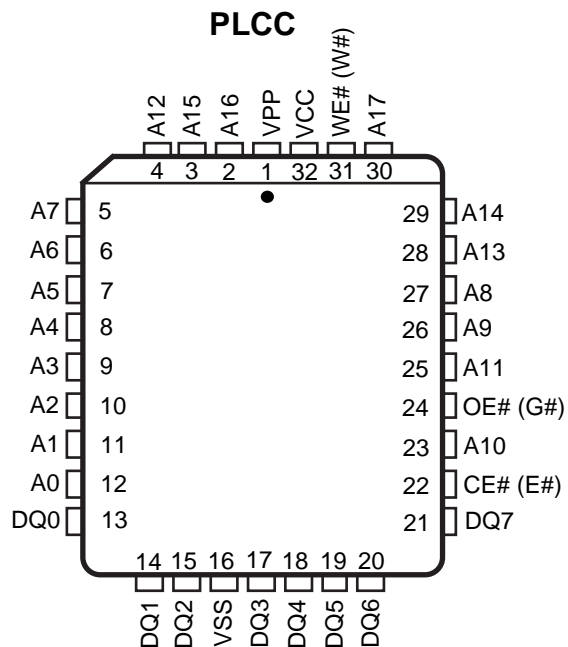 PLCC
A12 A15 A16 VPP VCC WE# (W#) A17
4 3 2 1 32 31 30
A7 5 29 A14
A6 6 28 A13
A5 7 27 A8
A4 8 26 A9
A3 9 25 A11
A2 10 24 OE# (G#)
A1 11 23 A10
A0 12 22 CE# (E#)
DQ0 13 21 DQ7
14 15 16 17 18 19 20
DQ1 DQ2 VSS DQ3 DQ4 DQ5 DQ6